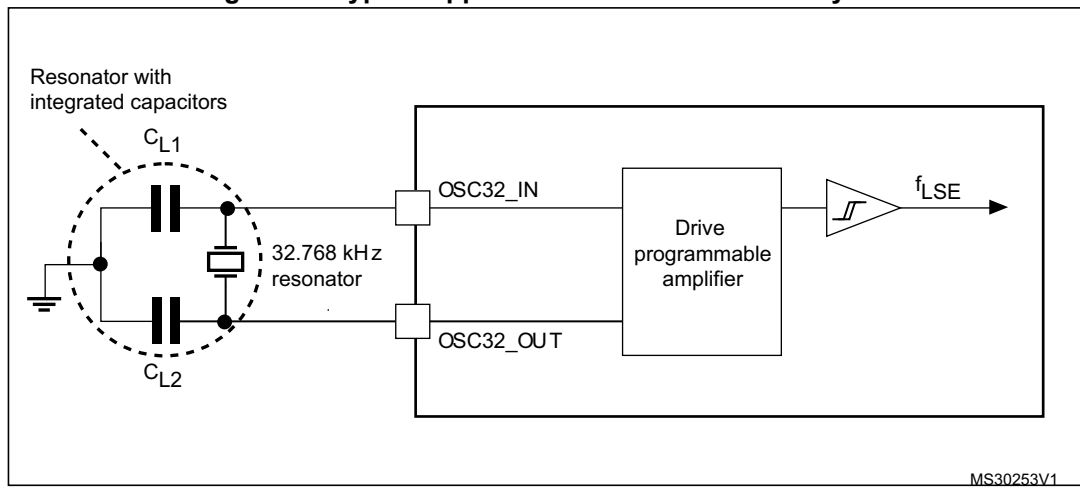 Resonator with
integrated capacitors
CL1
OSC32_IN
fLSE
32.768 kHz
resonator
Drive
programmable
amplifier
OSC32_OUT
CL2
MS30253V1